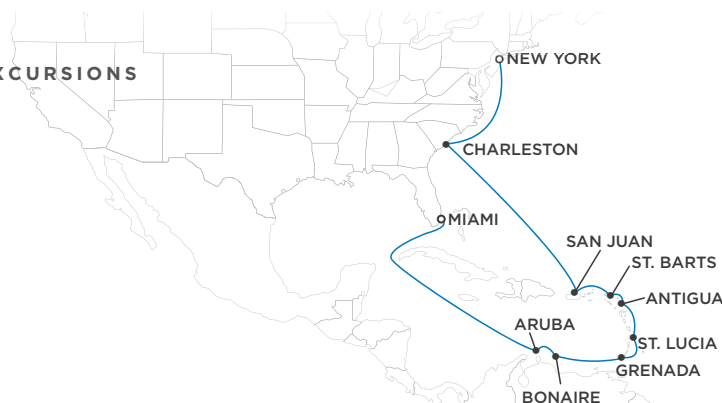 NEW YORK
XCURSIONS
CHARLESTON
MIAMI
SAN JUAN
ST. BARTS
ANTIGUA
ARUBA
ST. LUCIA
GRENADA
BONAIRE